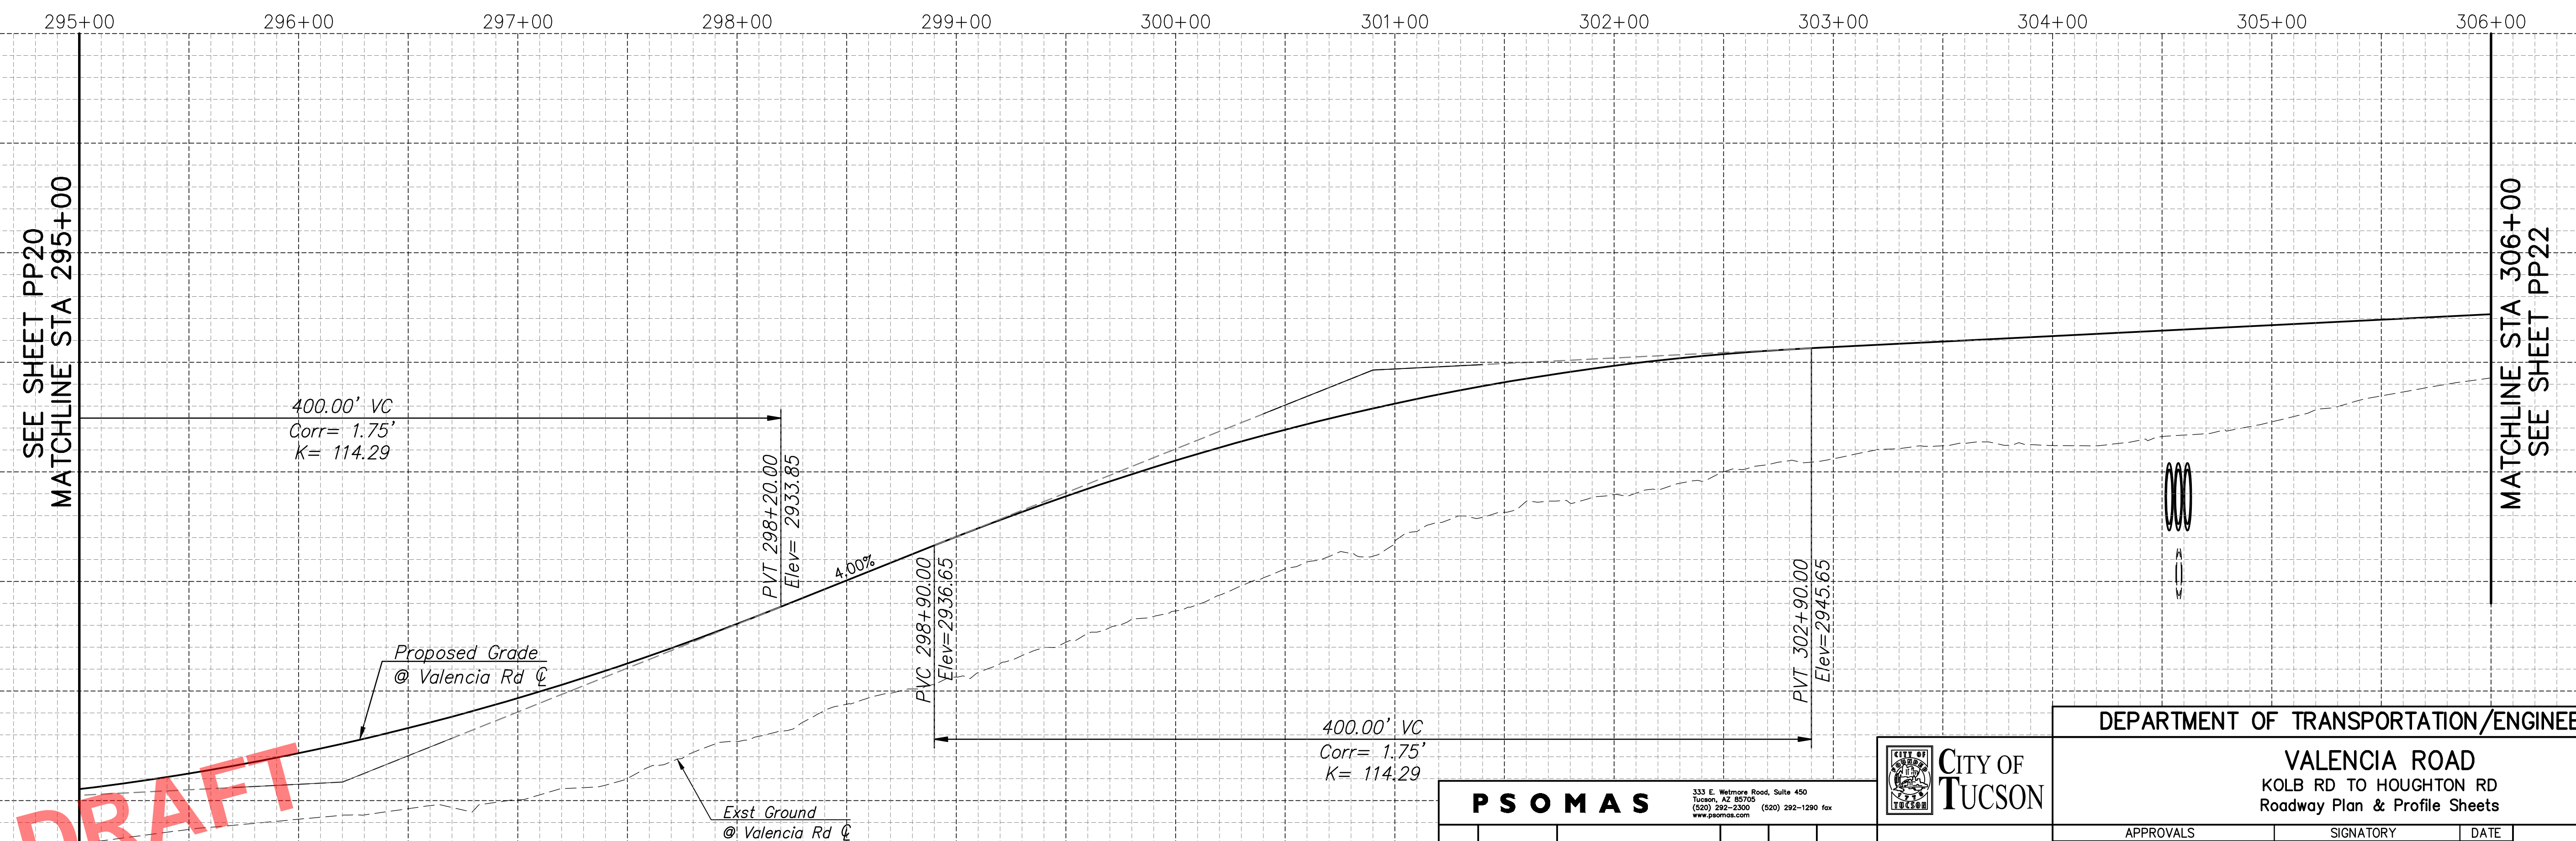 295+00 296+00 297+00 298+00 299+00 300+00 301+00 302+00 303+00 304+00 305+00 306+00
SEE SHEET PP20
MATCHLINE STA 295+00
400.00' VC
Corr= 1.75'
K= 114.29
PVT 298+20.00
Elev= 2933.85
4.00%
PVC 298+90.00
Elev=2936.65
Proposed Grade
@ Valencia Rd ℄
Exst Ground
@ Valencia Rd ℄
400.00' VC
Corr= 1.75'
K= 114.29
PVT 302+90.00
Elev=2945.65
MATCHLINE STA 306+00
SEE SHEET PP22
DRAFT
PSOMAS
333 E. Wetmore Road, Suite 450
Tucson, AZ 85705
(520) 292-2300 (520) 292-1290 fax
www.psomas.com
CITY OF
TUCSON
CITY OF
TUCSON
DEPARTMENT OF TRANSPORTATION/ENGINEE
VALENCIA ROAD
KOLB RD TO HOUGHTON RD
Roadway Plan & Profile Sheets
APPROVALS SIGNATORY DATE